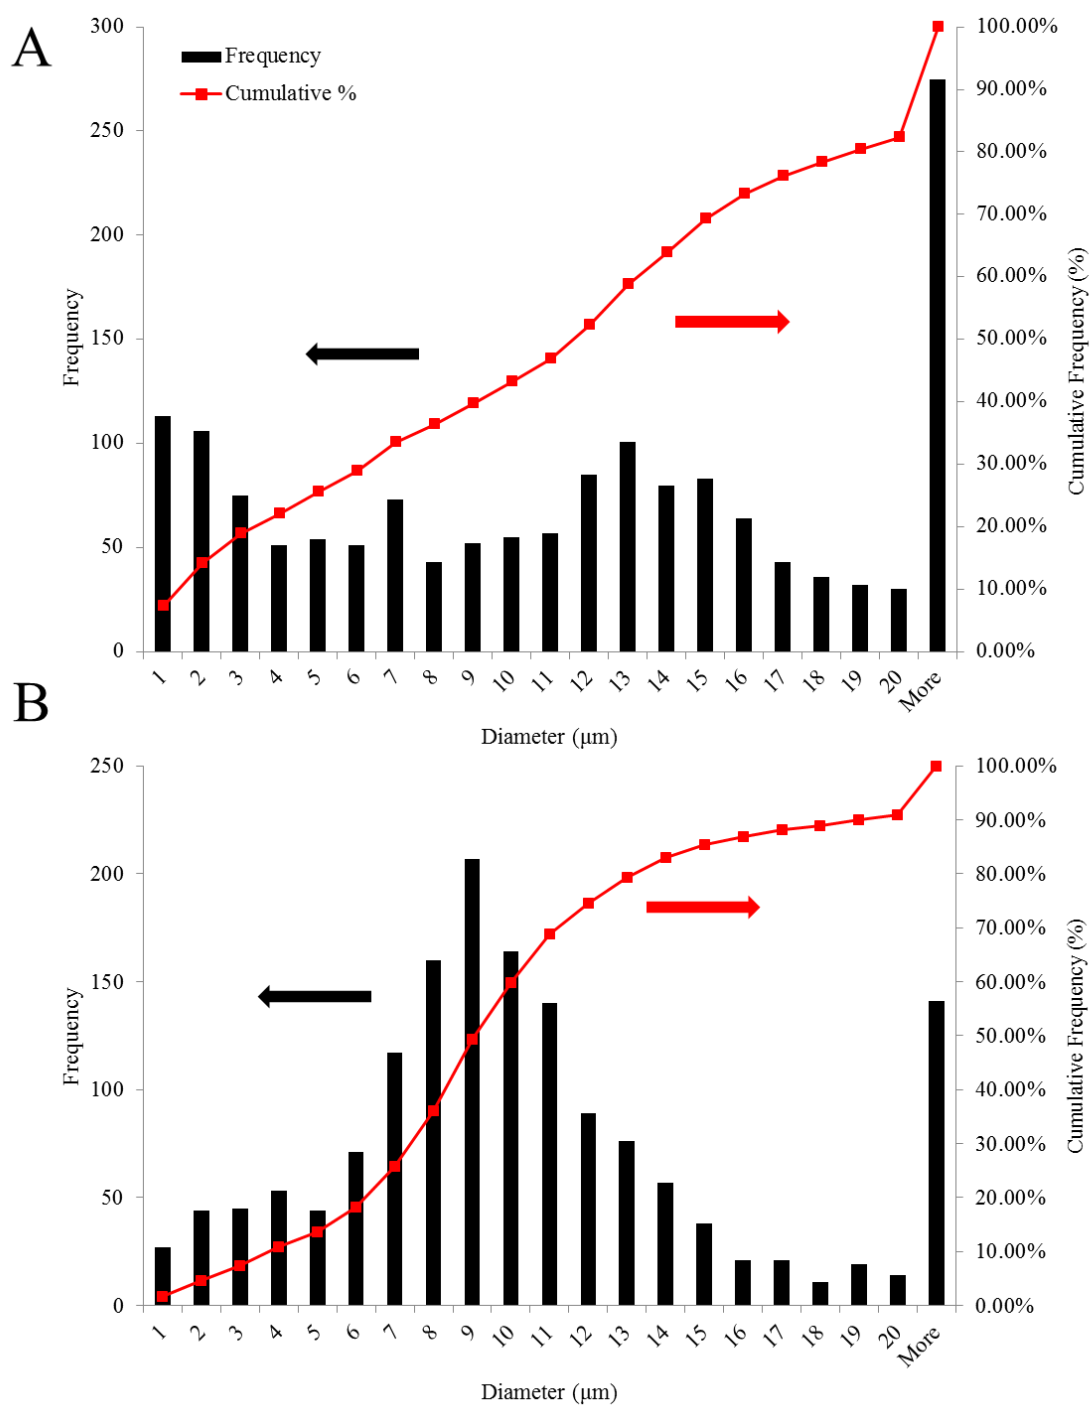 A
300
250
200
150
100
50
0
Frequency
Frequency
Cumulative %
100.00%
90.00%
80.00%
70.00%
60.00%
50.00%
40.00%
30.00%
20.00%
10.00%
0.00%
Cumulative Frequency (%)
1 2 3 4 5 6 7 8 9 10 11 12 13 14 15 16 17 18 19 20 More
Diameter (μm)
B
250
200
150
100
50
0
Frequency
100.00%
90.00%
80.00%
70.00%
60.00%
50.00%
40.00%
30.00%
20.00%
10.00%
0.00%
Cumulative Frequency (%)
1 2 3 4 5 6 7 8 9 10 11 12 13 14 15 16 17 18 19 20 More
Diameter (μm)